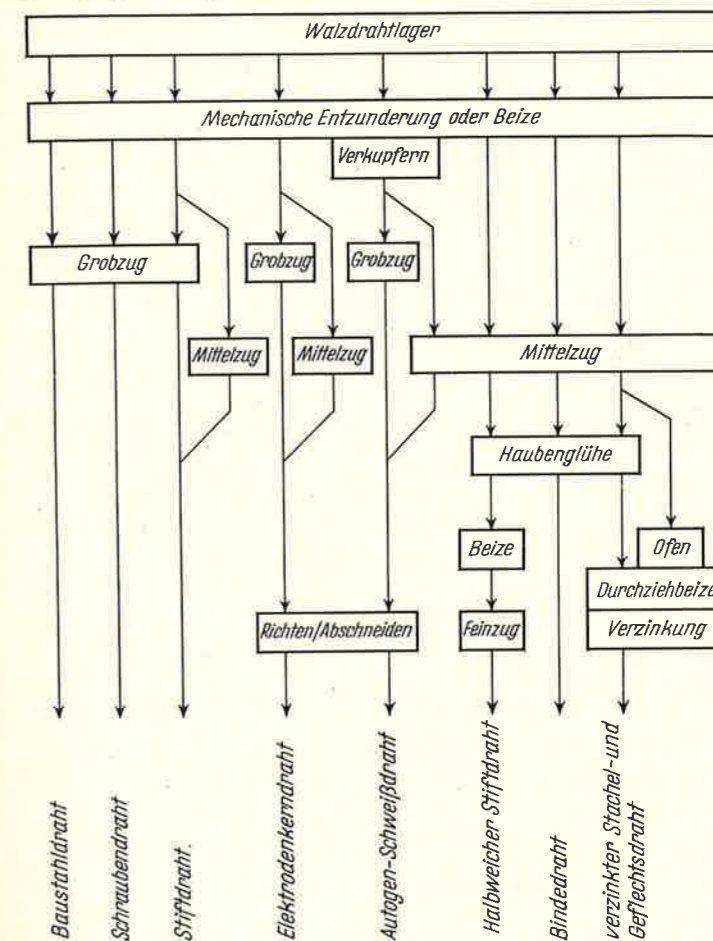 Walzdrahtlager
Mechanische Entzunderung oder Beize
Verkupfern
Grobzug
Grobzug
Grobzug
Mittelzug
Mittelzug
Mittelzug
Haubenglühe
Beize
Ofen
Durchziehbeize
Richten/Abschneiden
Feinzug
Verzinkung
Baustahldraht
Schraubendraht
Stiftdraht.
Elektrodenkerndraht
Autogen-Schweißdraht
Halbweicher Stiftdraht
Bindedraht
verzinkter Stachel-und
Geflechtsdraht